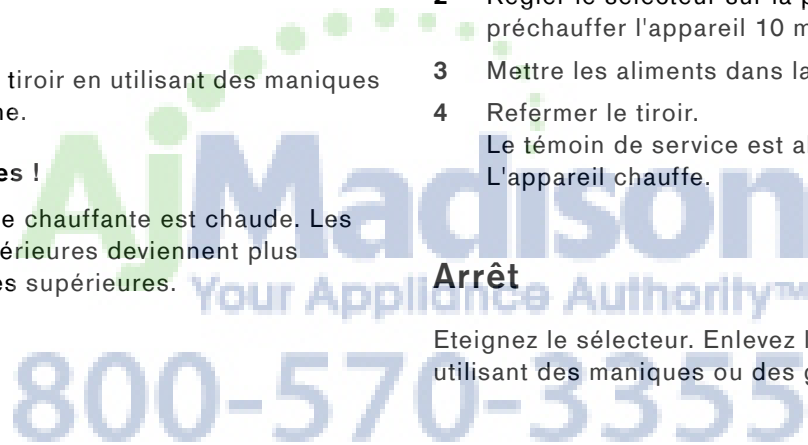 tiroir en utilisant des maniques
ne.
es !
e chauffante est chaude. Les
érieures deviennent plus
es supérieures.
2 Régler le sélecteur sur la p
préchauffer l'appareil 10 m
3 Mettre les aliments dans la
4 Refermer le tiroir.
Le témoin de service est al
L'appareil chauffe.
Arrêt
Eteignez le sélecteur. Enlevez l
utilisant des maniques ou des g
AjMadison
Your Appliance Authority™
800-570-3355